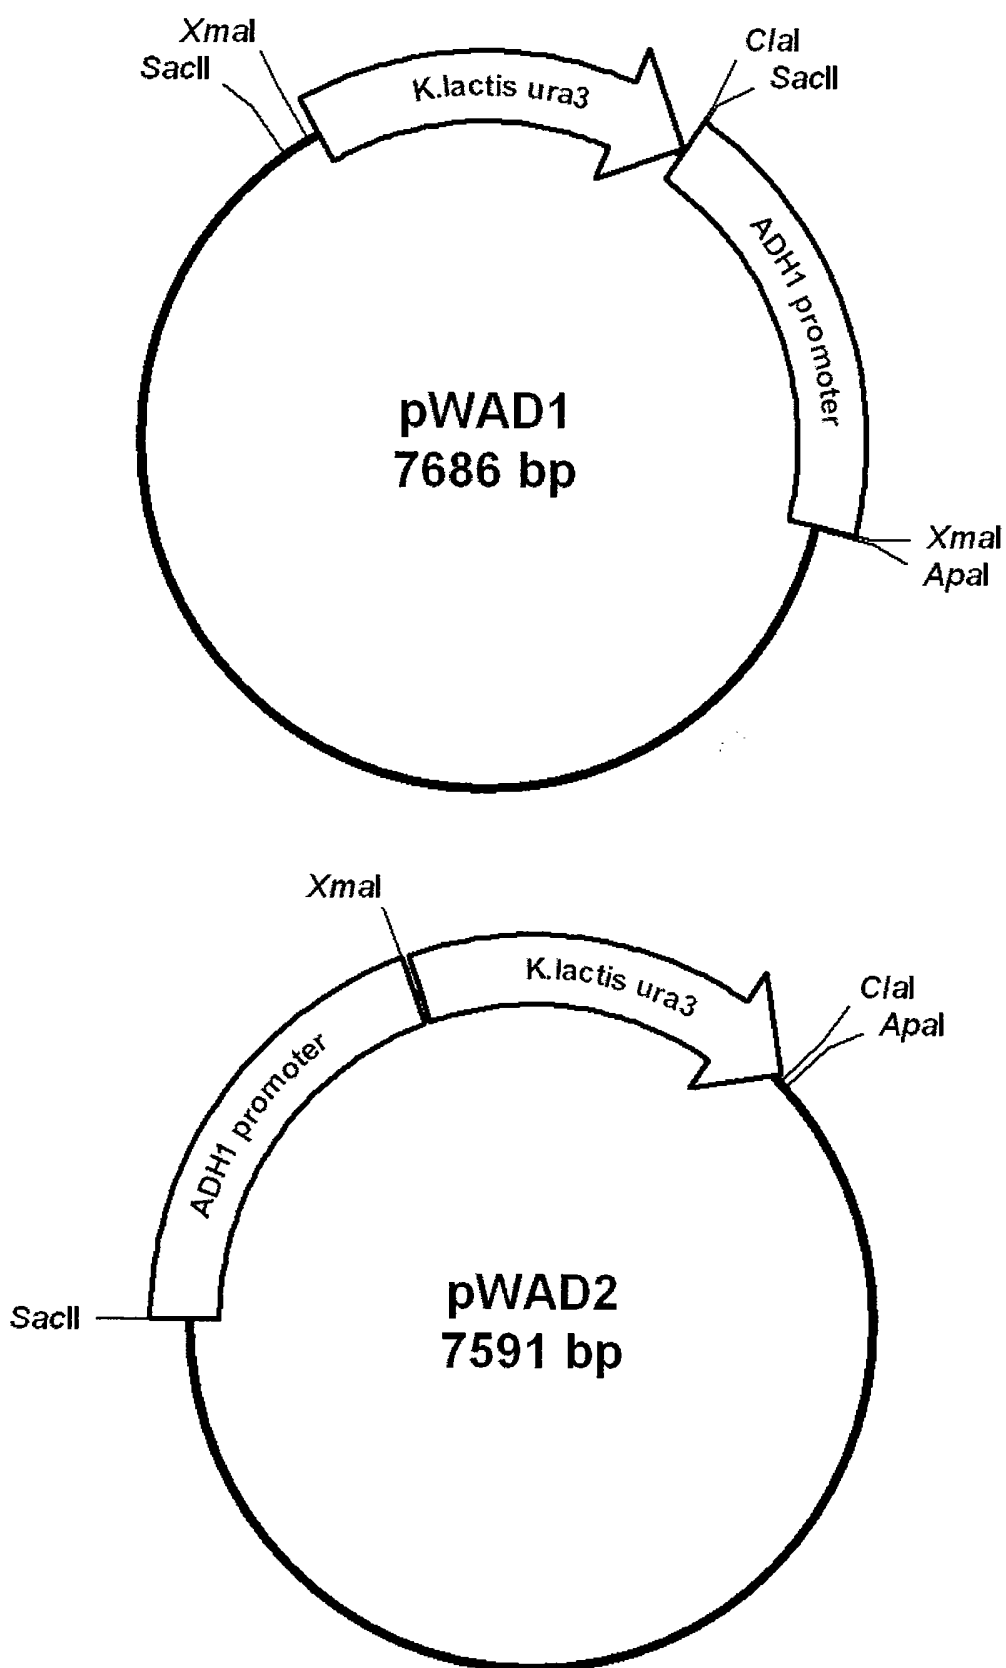 XmaI
SacII
K.lactis ura3
ClaI
SacII
ADH1 promoter
pWAD1
7686 bp
XmaI
ApaI
XmaI
K.lactis ura3
ClaI
ApaI
ADH1 promoter
SacII
pWAD2
7591 bp